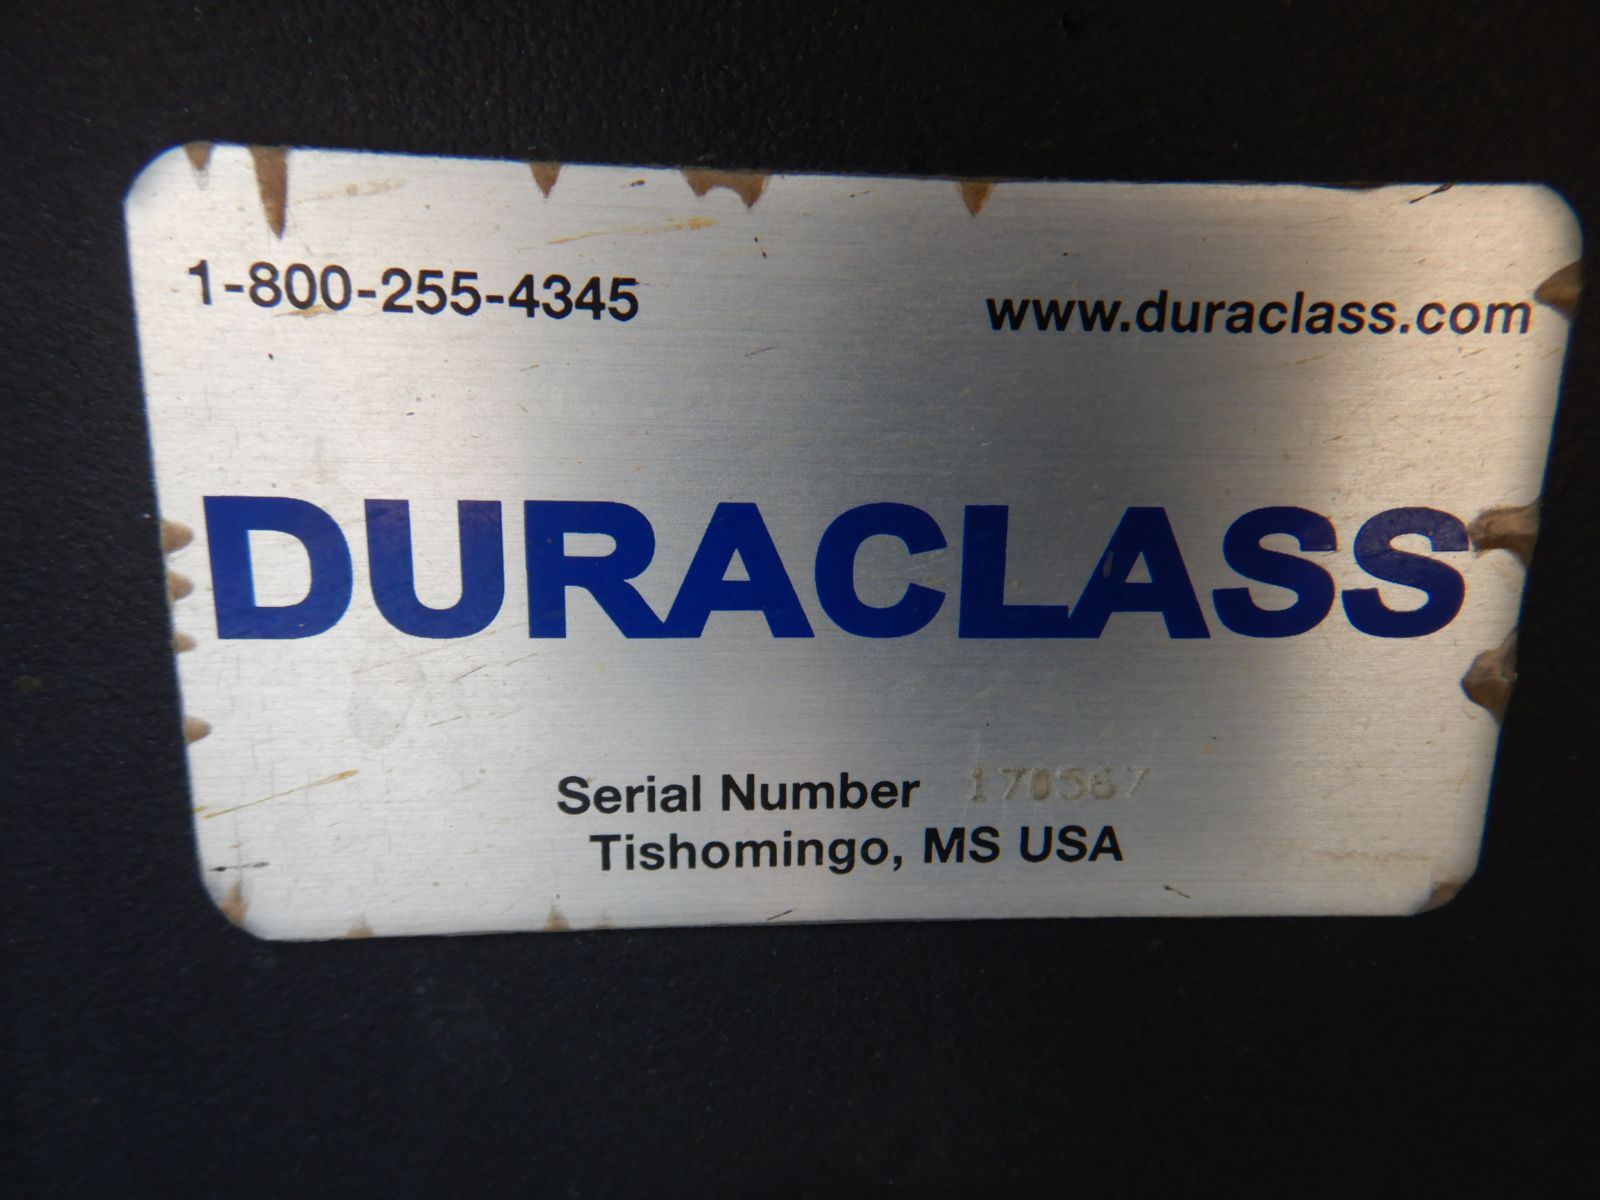 1-800-255-4345
www.duraclass.com
DURACLASS
Serial Number
Tishomingo, MS USA